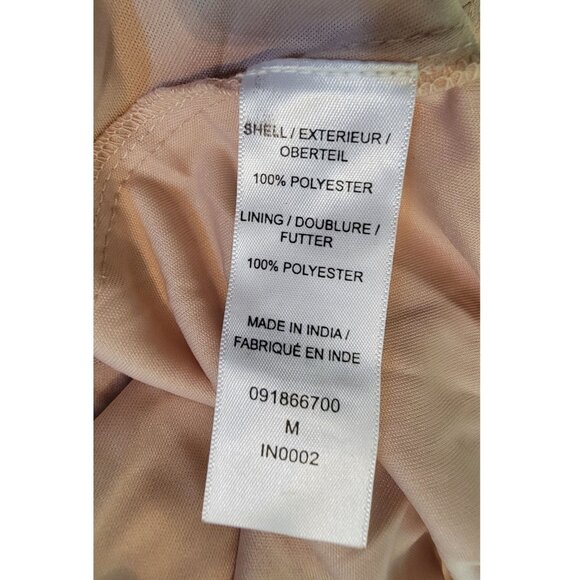 SHELL / EXTERIEUR /
OBERTEIL
100% POLYESTER
LINING / DOUBLURE /
FUTTER
100% POLYESTER
MADE IN INDIA /
FABRIQUÉ EN INDE
091866700
M
IN0002